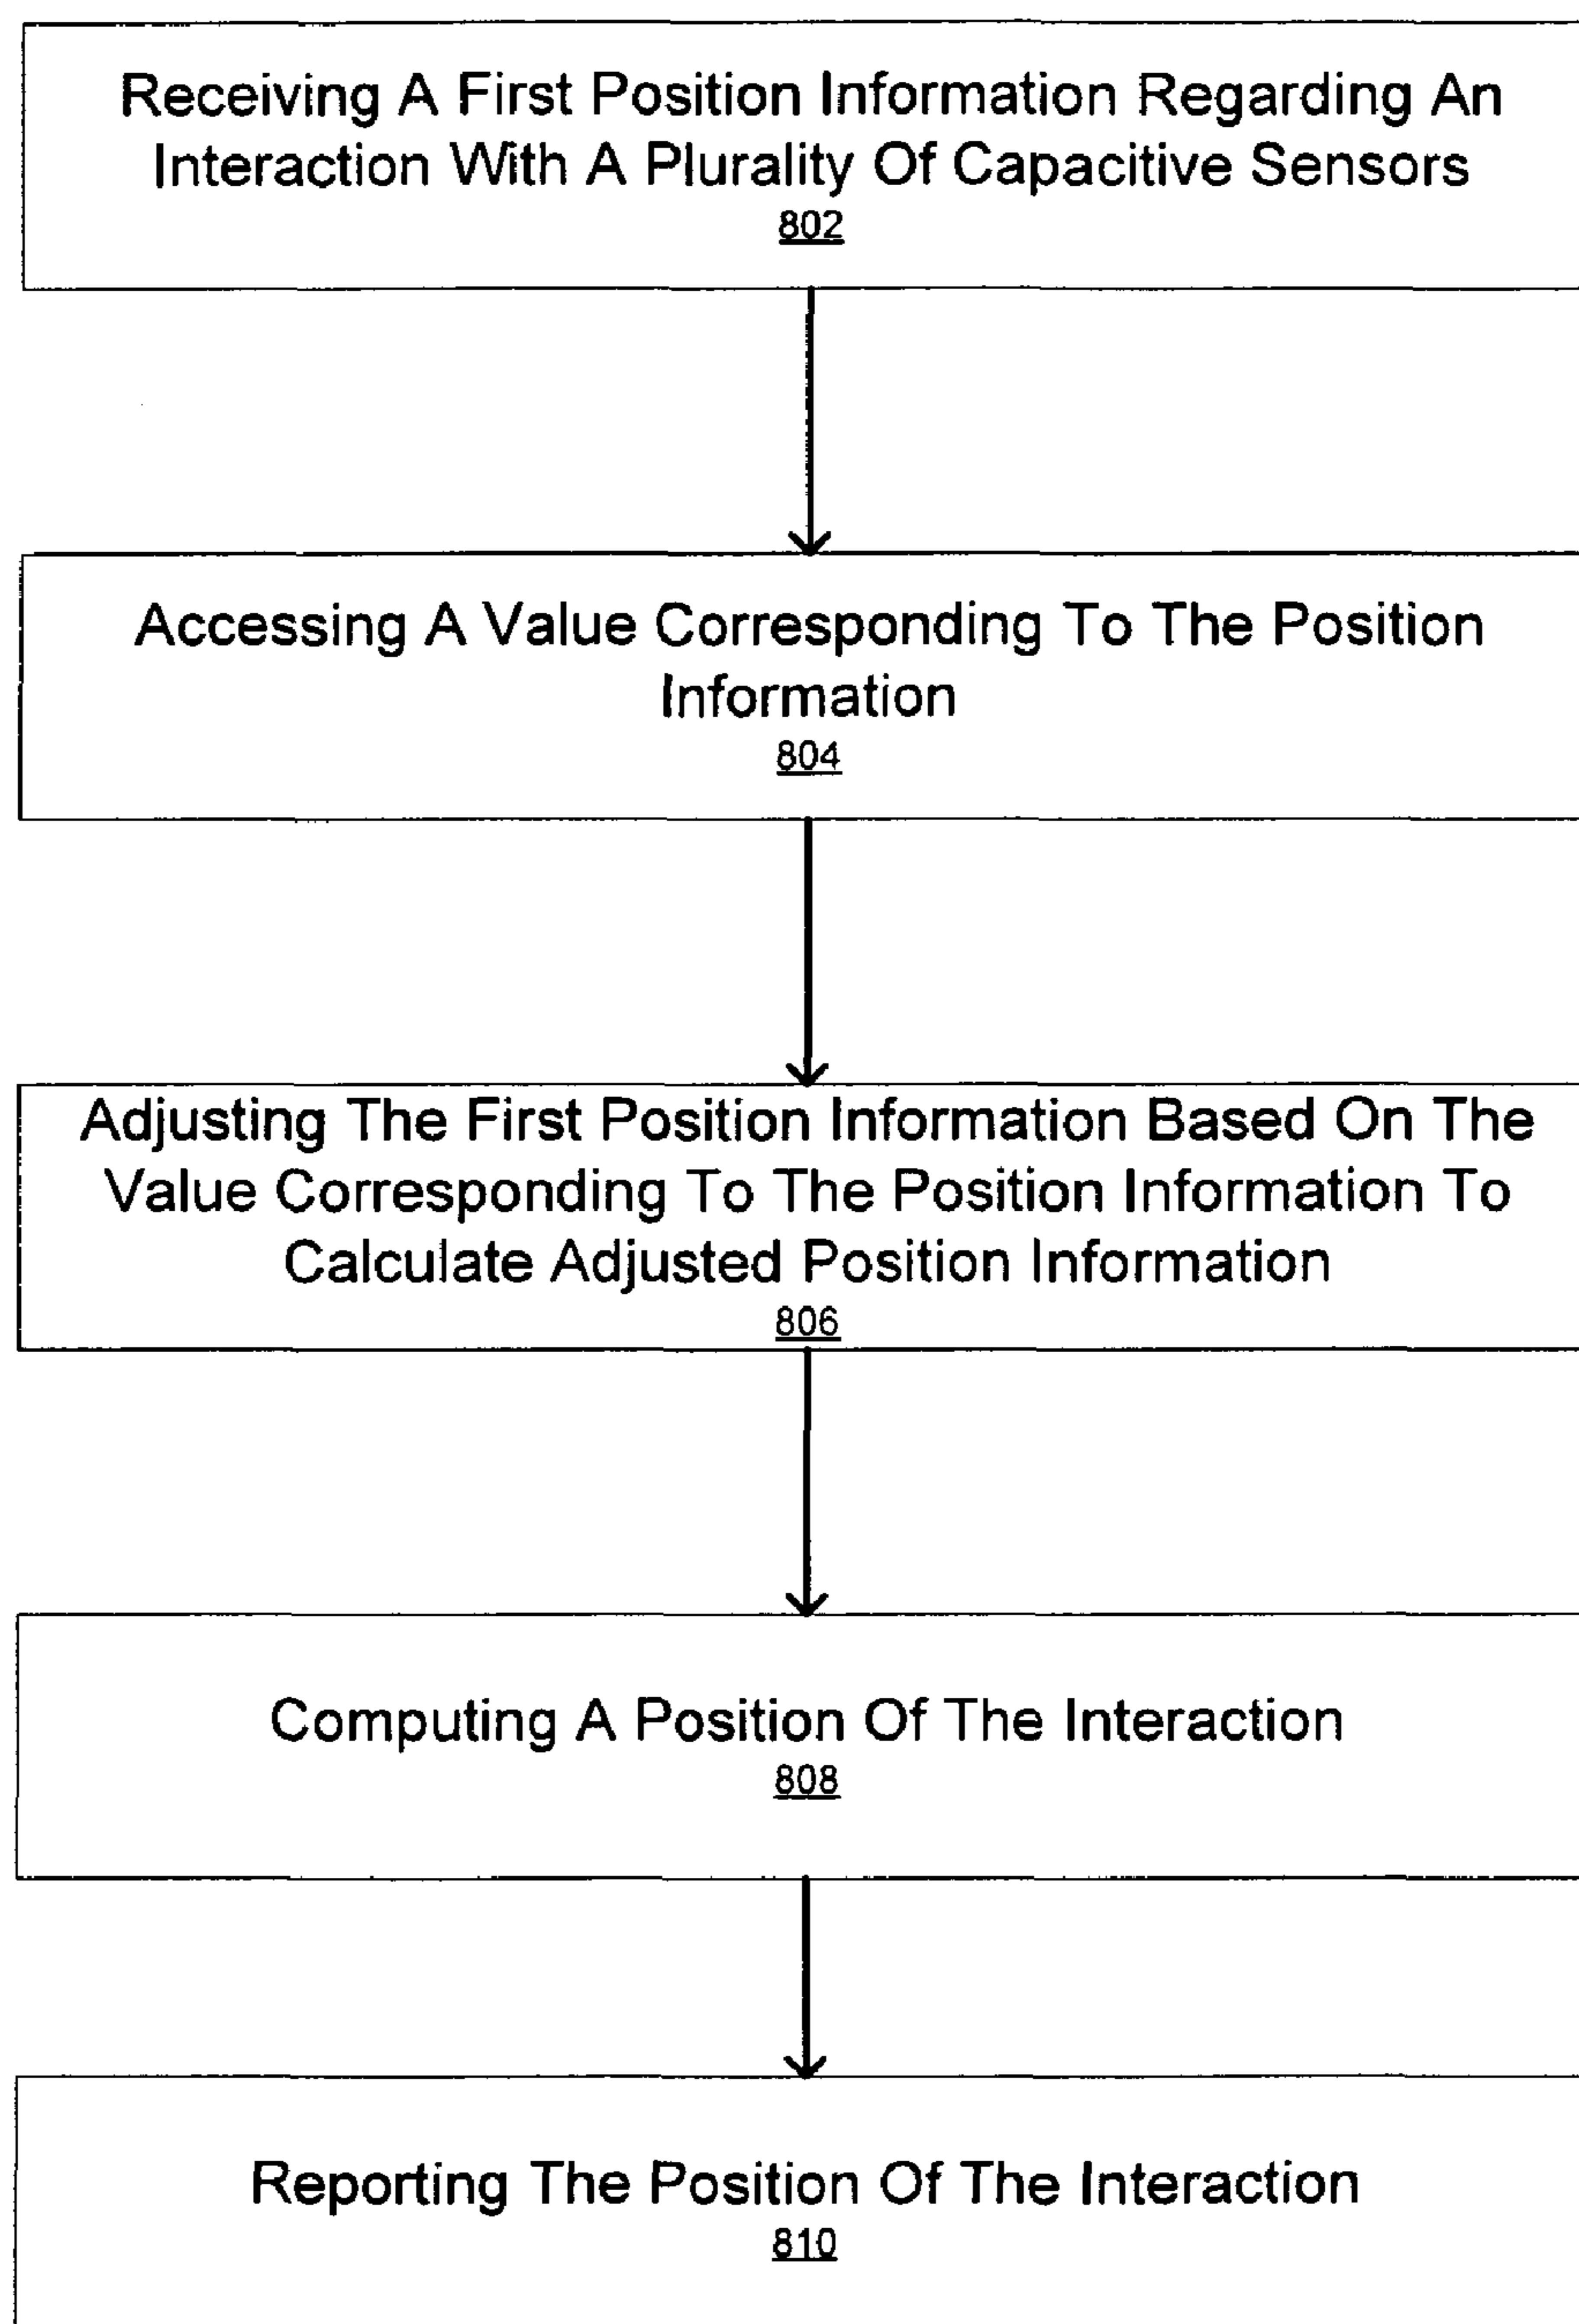 Receiving A First Position Information Regarding An
Interaction With A Plurality Of Capacitive Sensors
802
Accessing A Value Corresponding To The Position
Information
804
Adjusting The First Position Information Based On The
Value Corresponding To The Position Information To
Calculate Adjusted Position Information
806
Computing A Position Of The Interaction
808
Reporting The Position Of The Interaction
810